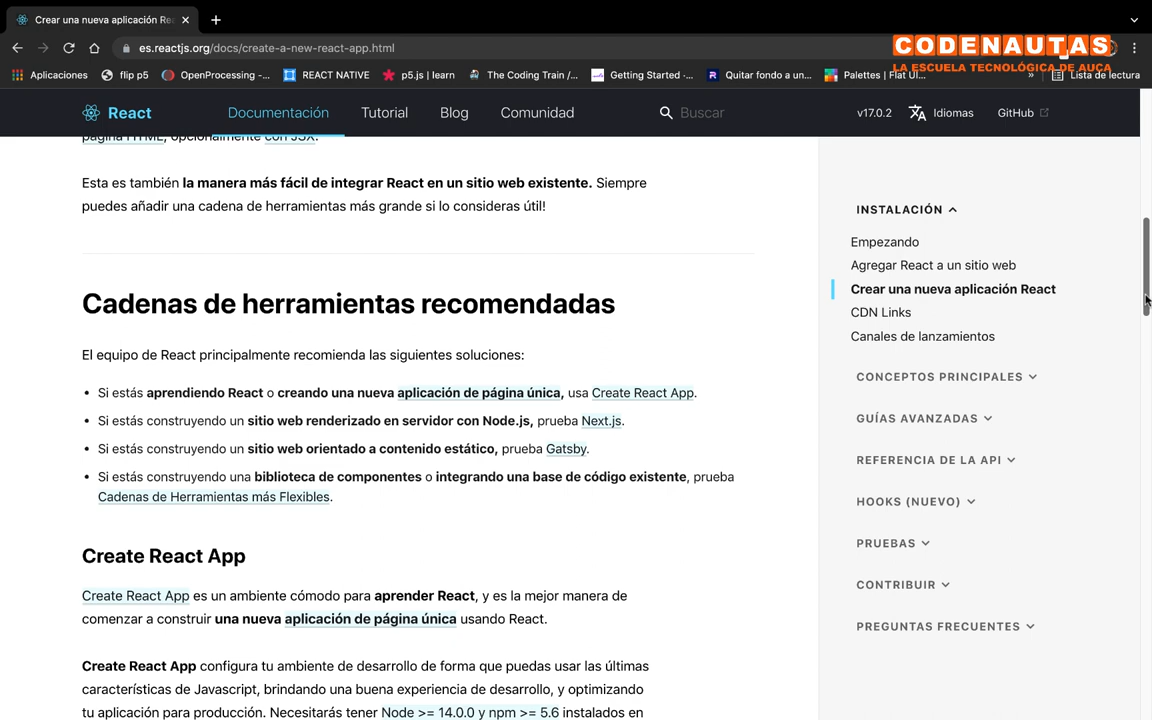 Crear una nueva aplicación Rea
es.reactjs.org/docs/create-a-new-react-app.html
CODENAUTAS
LA ESCUELA TECNOLÓGICA DE AUCA
Aplicaciones
flip p5
OpenProcessing -...
REACT NATIVE
p5.js | learn
The Coding Train /...
Getting Started -...
Quitar fondo a un...
Palettes | Flat UI...
»
Lista de lectura
React
Documentación
Tutorial
Blog
Comunidad
Buscar
v17.0.2
Idiomas
GitHub
página HTML, opcionalmente con JSX.
Esta es también la manera más fácil de integrar React en un sitio web existente. Siempre
puedes añadir una cadena de herramientas más grande si lo consideras útil!
Cadenas de herramientas recomendadas
El equipo de React principalmente recomienda las siguientes soluciones:
• Si estás aprendiendo React o creando una nueva aplicación de página única, usa Create React App.
• Si estás construyendo un sitio web renderizado en servidor con Node.js, prueba Next.js.
• Si estás construyendo un sitio web orientado a contenido estático, prueba Gatsby.
• Si estás construyendo una biblioteca de componentes o integrando una base de código existente, prueba
Cadenas de Herramientas más Flexibles.
Create React App
Create React App es un ambiente cómodo para aprender React, y es la mejor manera de
comenzar a construir una nueva aplicación de página única usando React.
Create React App configura tu ambiente de desarrollo de forma que puedas usar las últimas
características de Javascript, brindando una buena experiencia de desarrollo, y optimizando
tu aplicación para producción. Necesitarás tener Node >= 14.0.0 y npm >= 5.6 instalados en
INSTALACIÓN
Empezando
Agregar React a un sitio web
Crear una nueva aplicación React
CDN Links
Canales de lanzamientos
CONCEPTOS PRINCIPALES
GUÍAS AVANZADAS
REFERENCIA DE LA API
HOOKS (NUEVO)
PRUEBAS
CONTRIBUIR
PREGUNTAS FRECUENTES